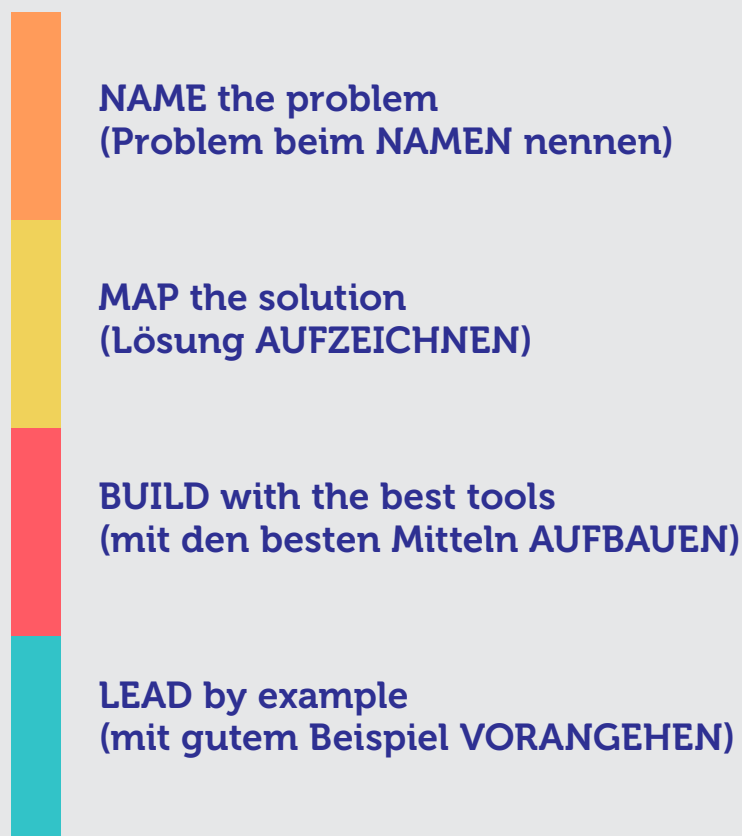 NAME the problem
(Problem beim NAMEN nennen)
MAP the solution
(Lösung AUFZEICHNEN)
BUILD with the best tools
(mit den besten Mitteln AUFBAUEN)
LEAD by example
(mit gutem Beispiel VORANGEHEN)